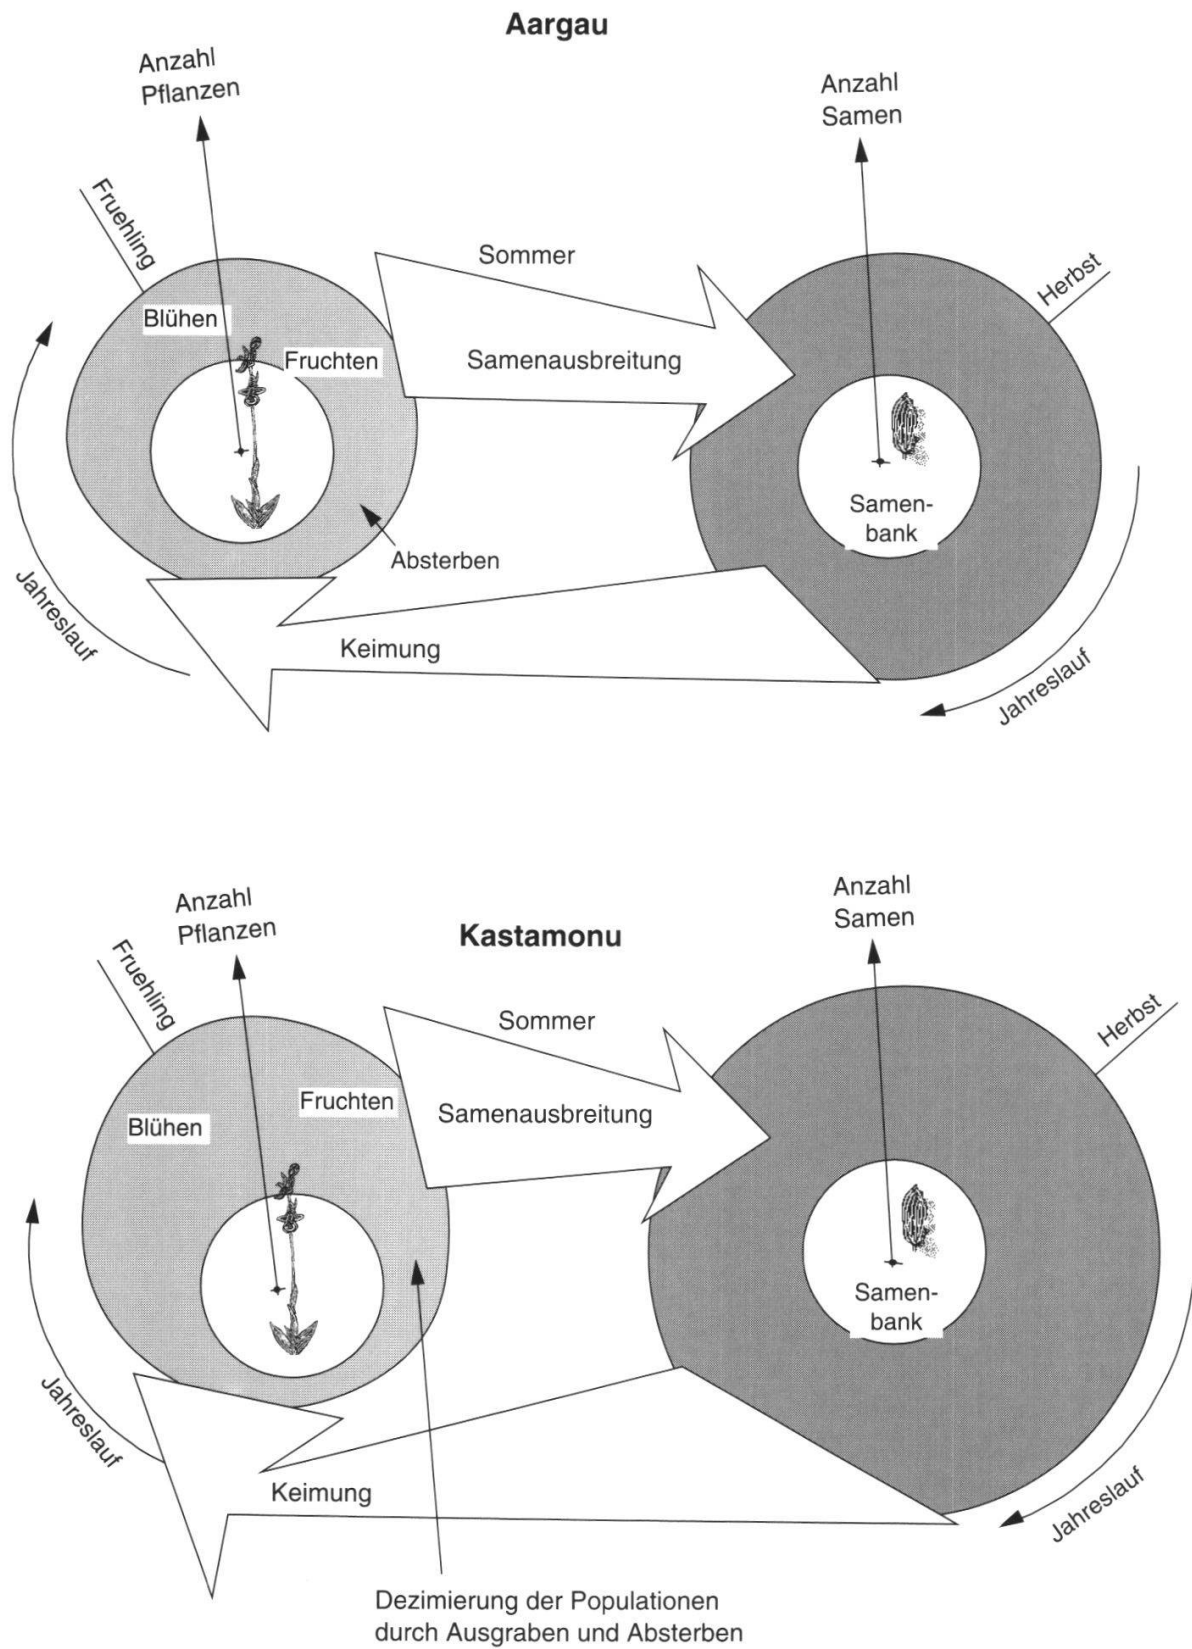 Aargau
Anzahl
Pflanzen
Anzahl
Samen
Fruehling
Sommer
Herbst
Blühen
Fruchten
Samenausbreitung
Samen-
bank
Absterben
Jahreslauf
Keimung
Jahreslauf
Anzahl
Pflanzen
Kastamonu
Anzahl
Samen
Fruehling
Sommer
Herbst
Fruchten
Samenausbreitung
Blühen
Samen-
bank
Jahreslauf
Keimung
Jahreslauf
Dezimierung der Populationen
durch Ausgraben und Absterben